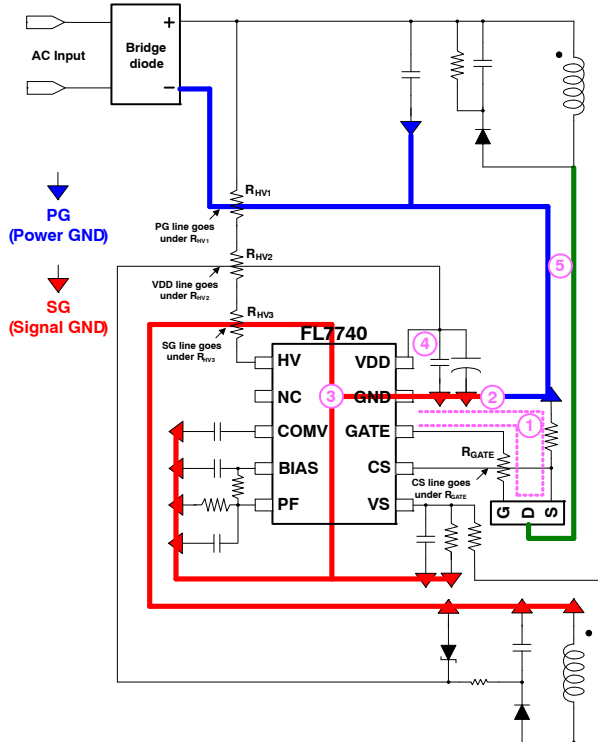 AC Input
Bridge
diode
+
−
PG
(Power GND)
SG
(Signal GND)
RHV1
PG line goes
under RHV1
RHV2
VDD line goes
under RHV2
RHV3
SG line goes
under RHV3
FL7740
HV
NC
COMV
BIAS
PF
VDD
GND
GATE
CS
VS
1
2
3
4
5
RGATE
CS line goes
under RGATE
G D S